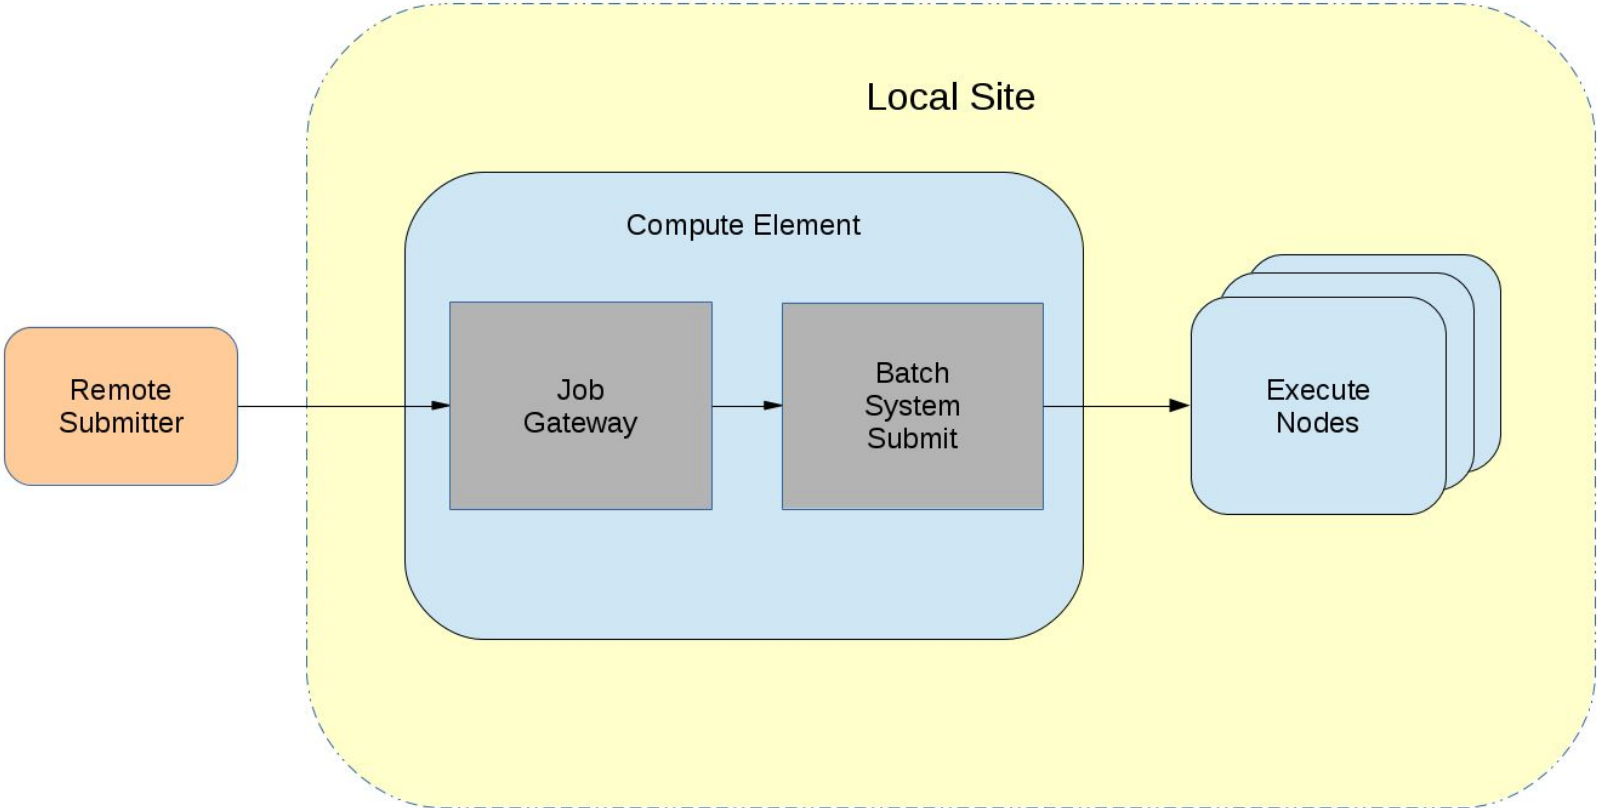 Local Site
Compute Element
Remote
Submitter
Job
Gateway
Batch
System
Submit
Execute
Nodes